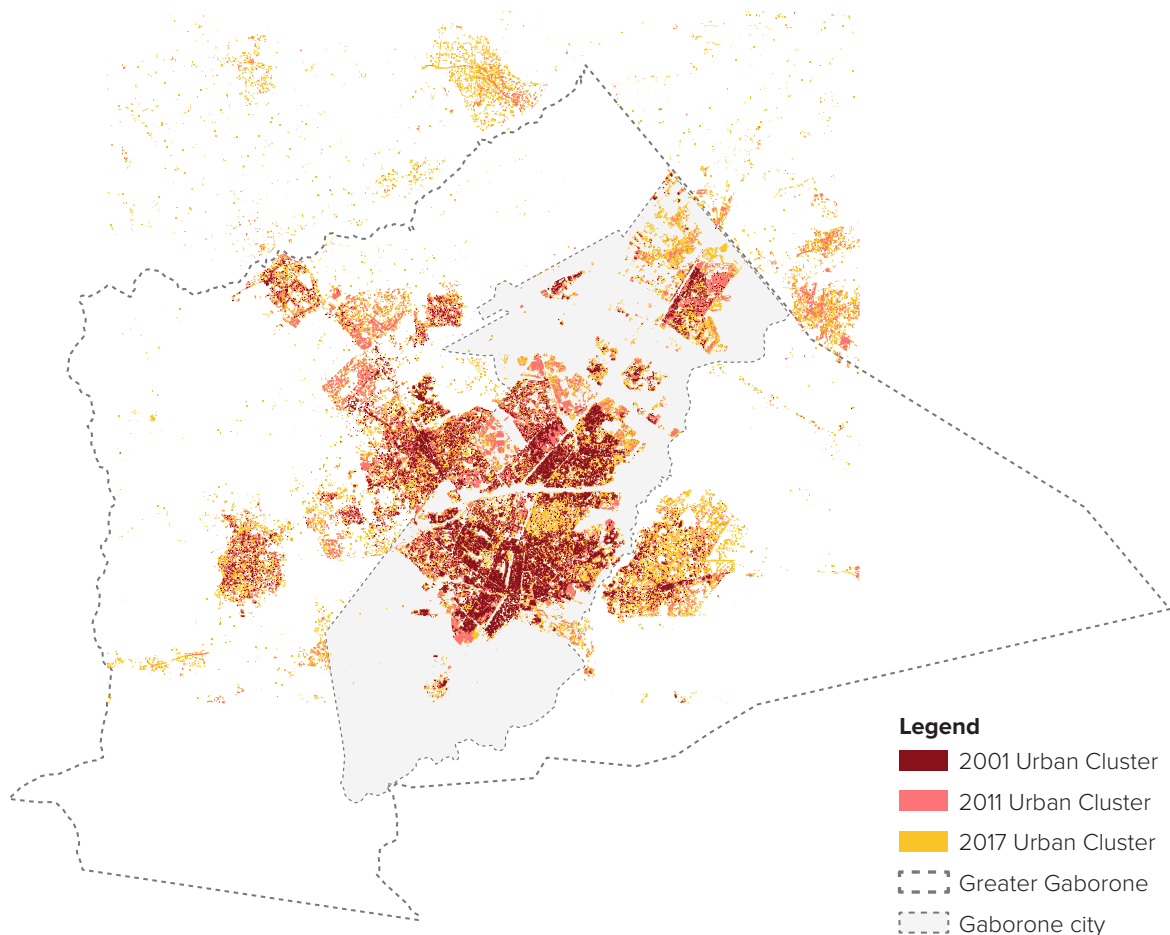 Legend
2001 Urban Cluster
2011 Urban Cluster
2017 Urban Cluster
Greater Gaborone
Gaborone city